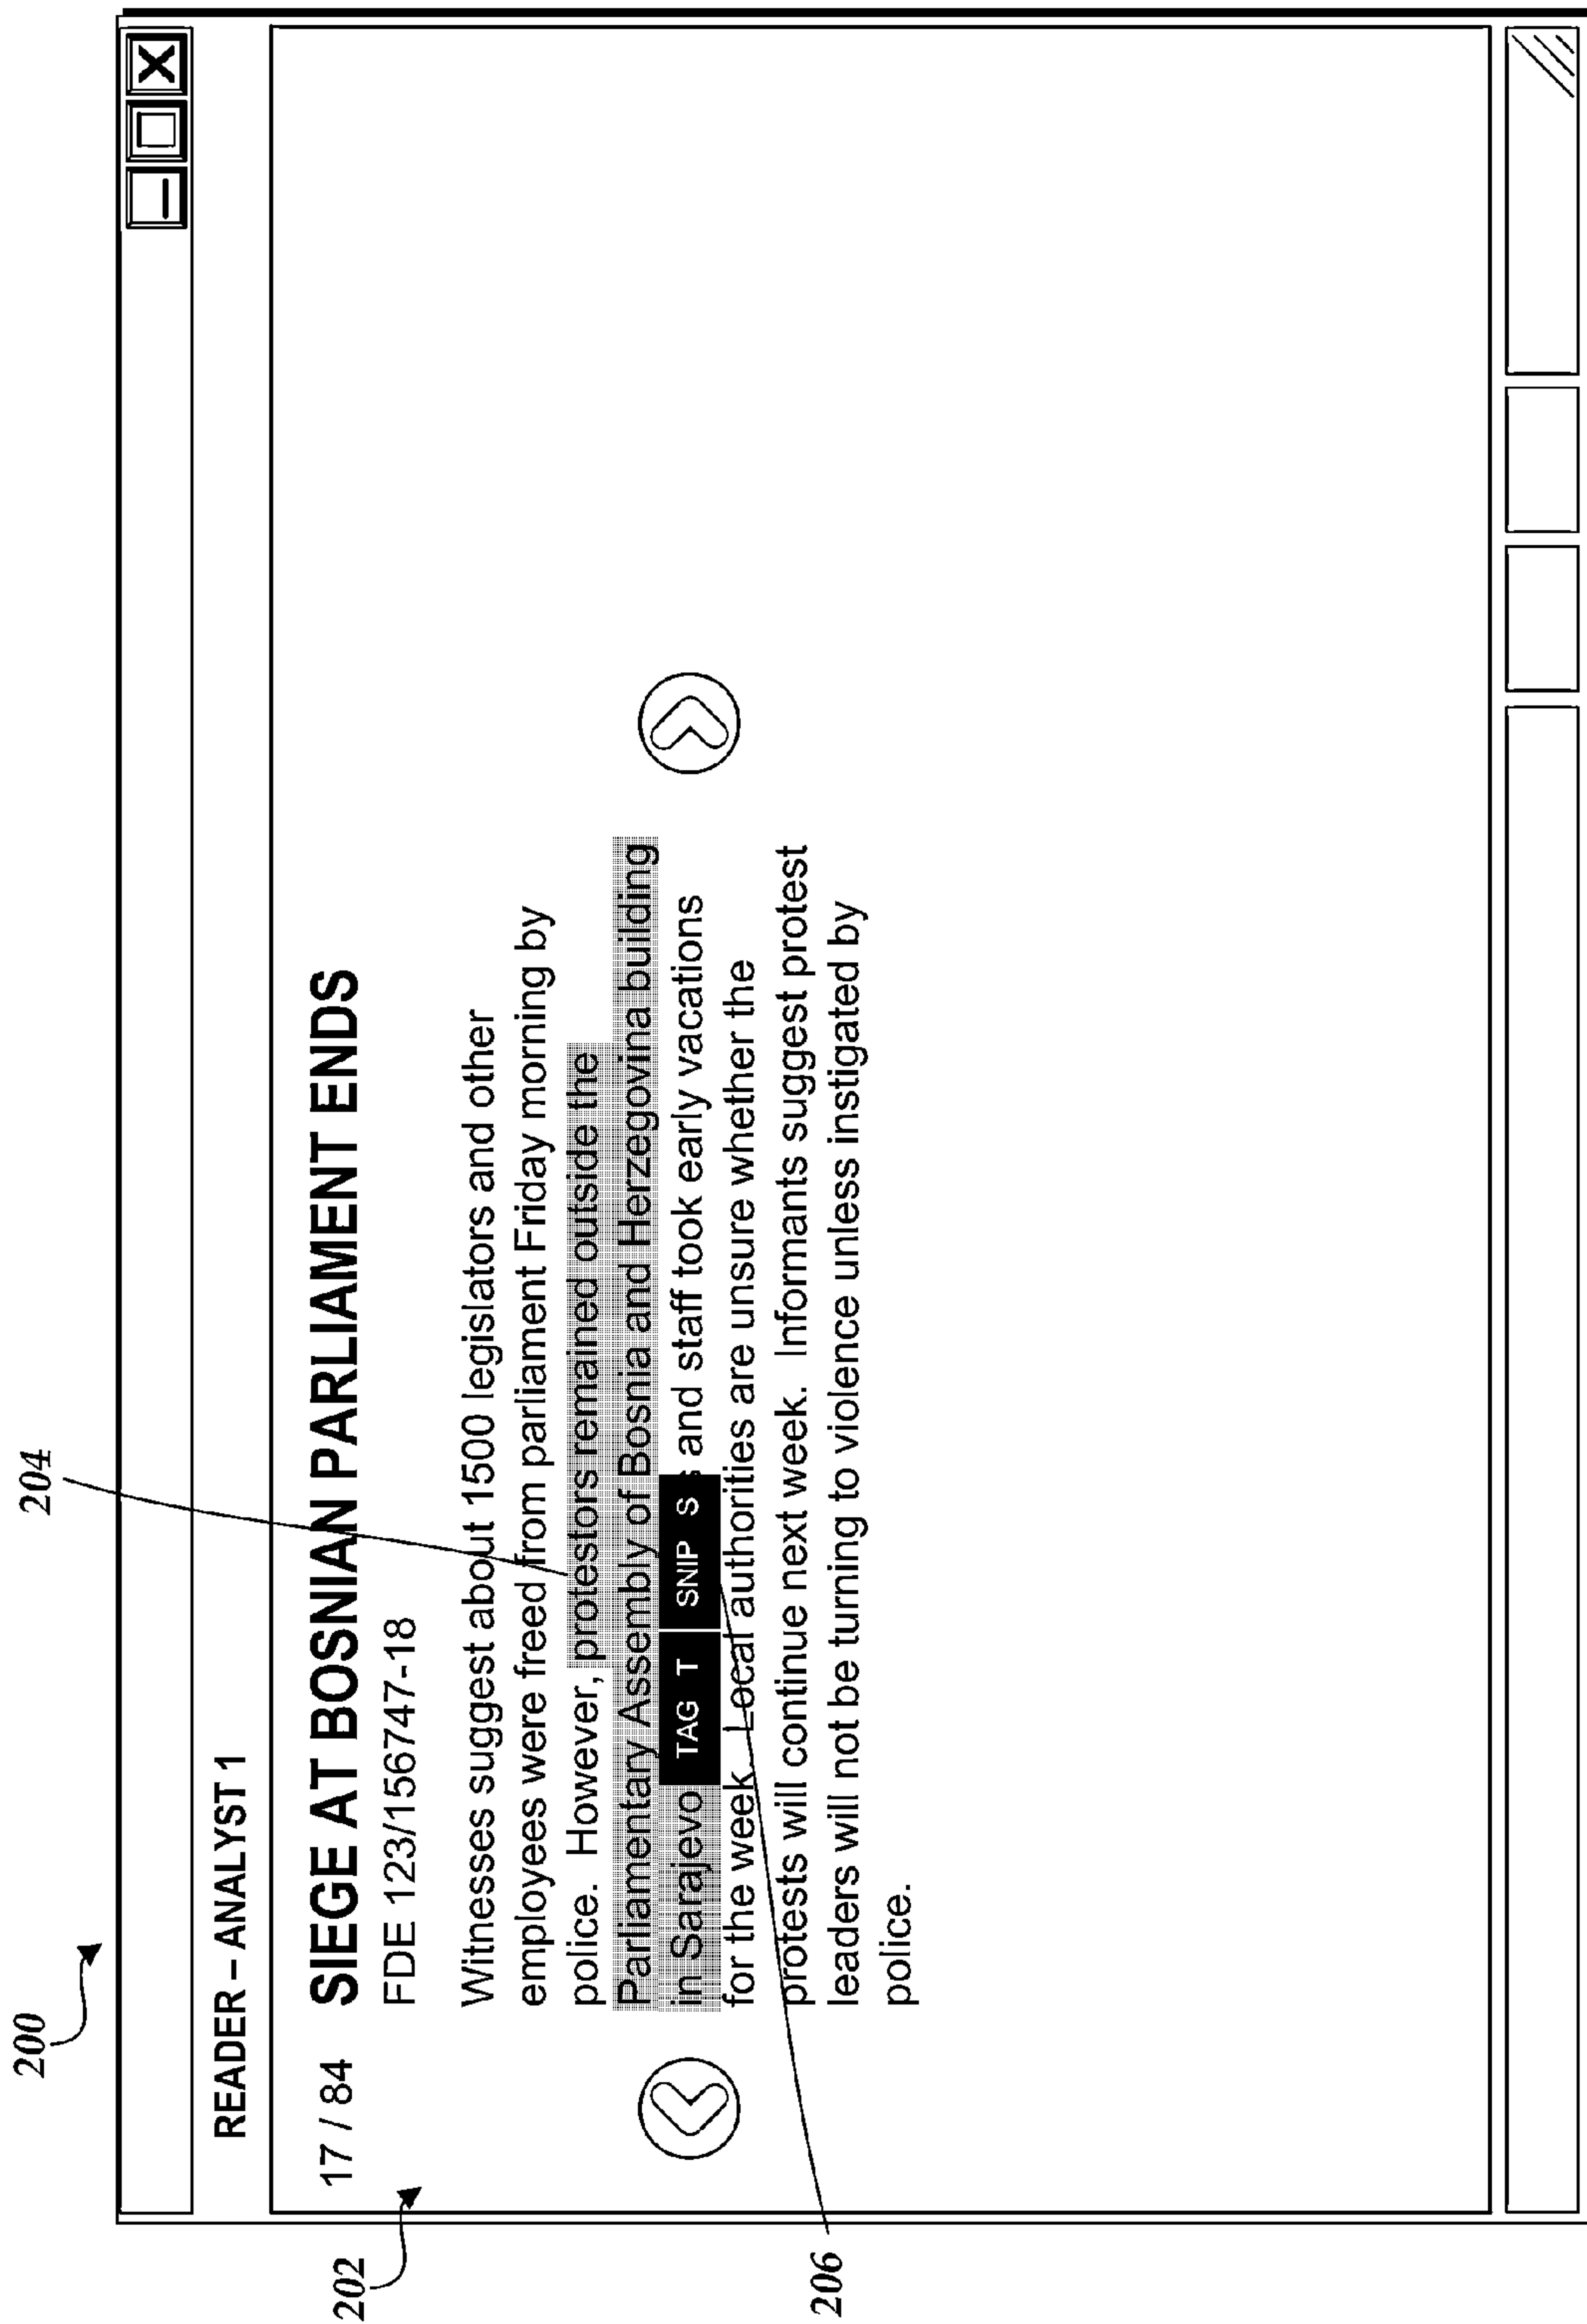 200
204
READER – ANALYST 1
202
17 / 84 SIEGE AT BOSNIAN PARLIAMENT ENDS
FDE 123/156747-18
Witnesses suggest about 1500 legislators and other
employees were freed from parliament Friday morning by
police. However, protestors remained outside the
Parliamentary Assembly of Bosnia and Herzegovina building
in Sarajevo TAG T SNIP S and staff took early vacations
for the week. Local authorities are unsure whether the
protests will continue next week. Informants suggest protest
leaders will not be turning to violence unless instigated by
police.
206